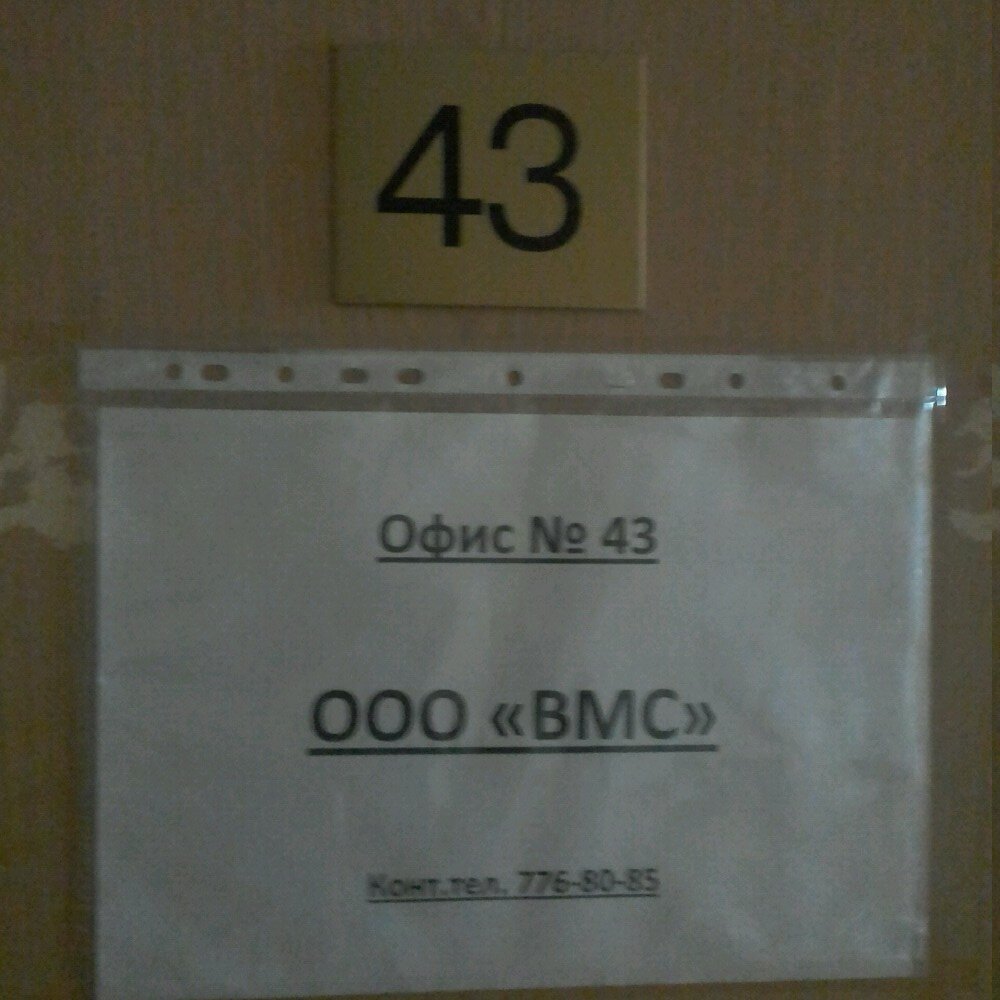 43
Офис № 43
ООО «ВМС»
Конт.тел. 776-80-85